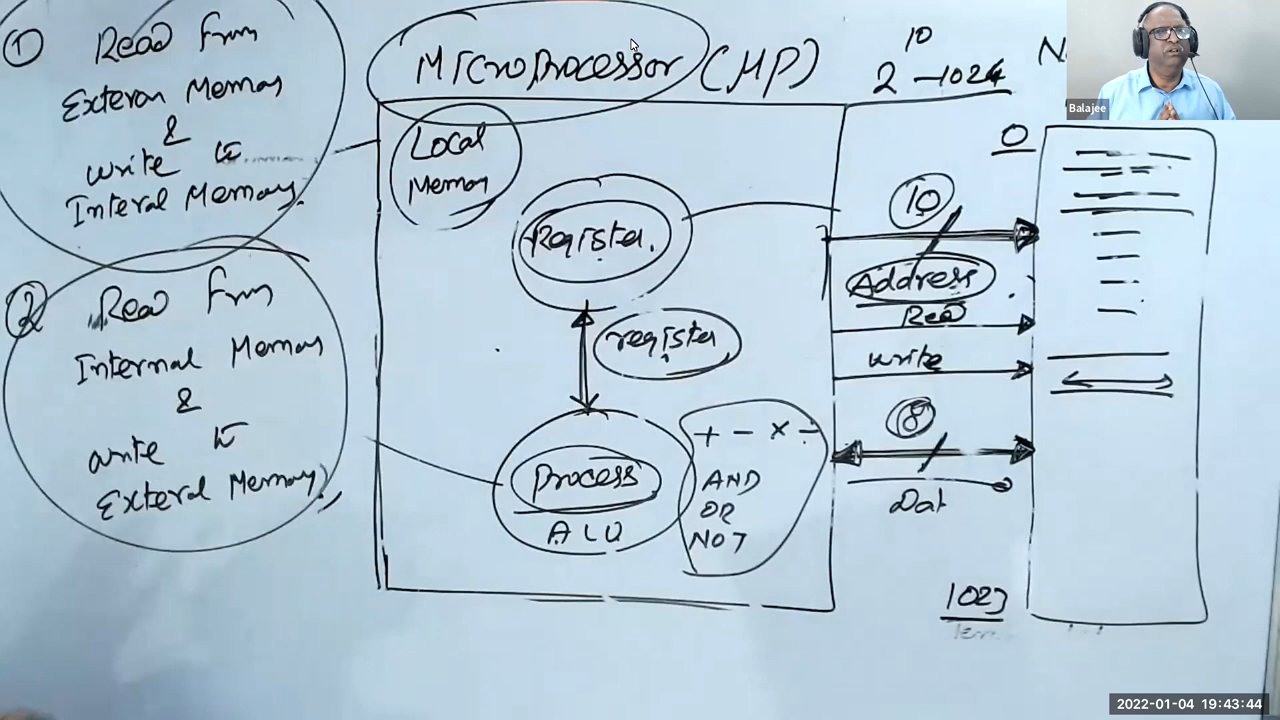 1
Read from
Exteran Memory
&
write to
Interal Memory.
2
Read from
Internal Memory
&
write to
Exteral Memory
MICroProcessor (MP)
Local
Memory
Register.
register
Process
ALU
+ - × ÷
AND
OR
NOT
2^10 -1024
0
10
Address
Read
write
8
Dat
1023
Balajee
2022-01-04 19:43:44